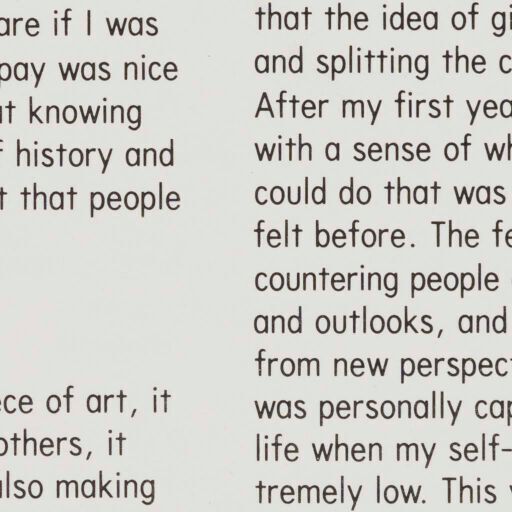 are if I was
pay was nice
t knowing
history and
t that people
ece of art, it
others, it
also making
that the idea of gi
and splitting the c
After my first yea
with a sense of wh
could do that was
felt before. The fe
countering people
and outlooks, and
from new perspect
was personally cap
life when my self-
tremely low. This